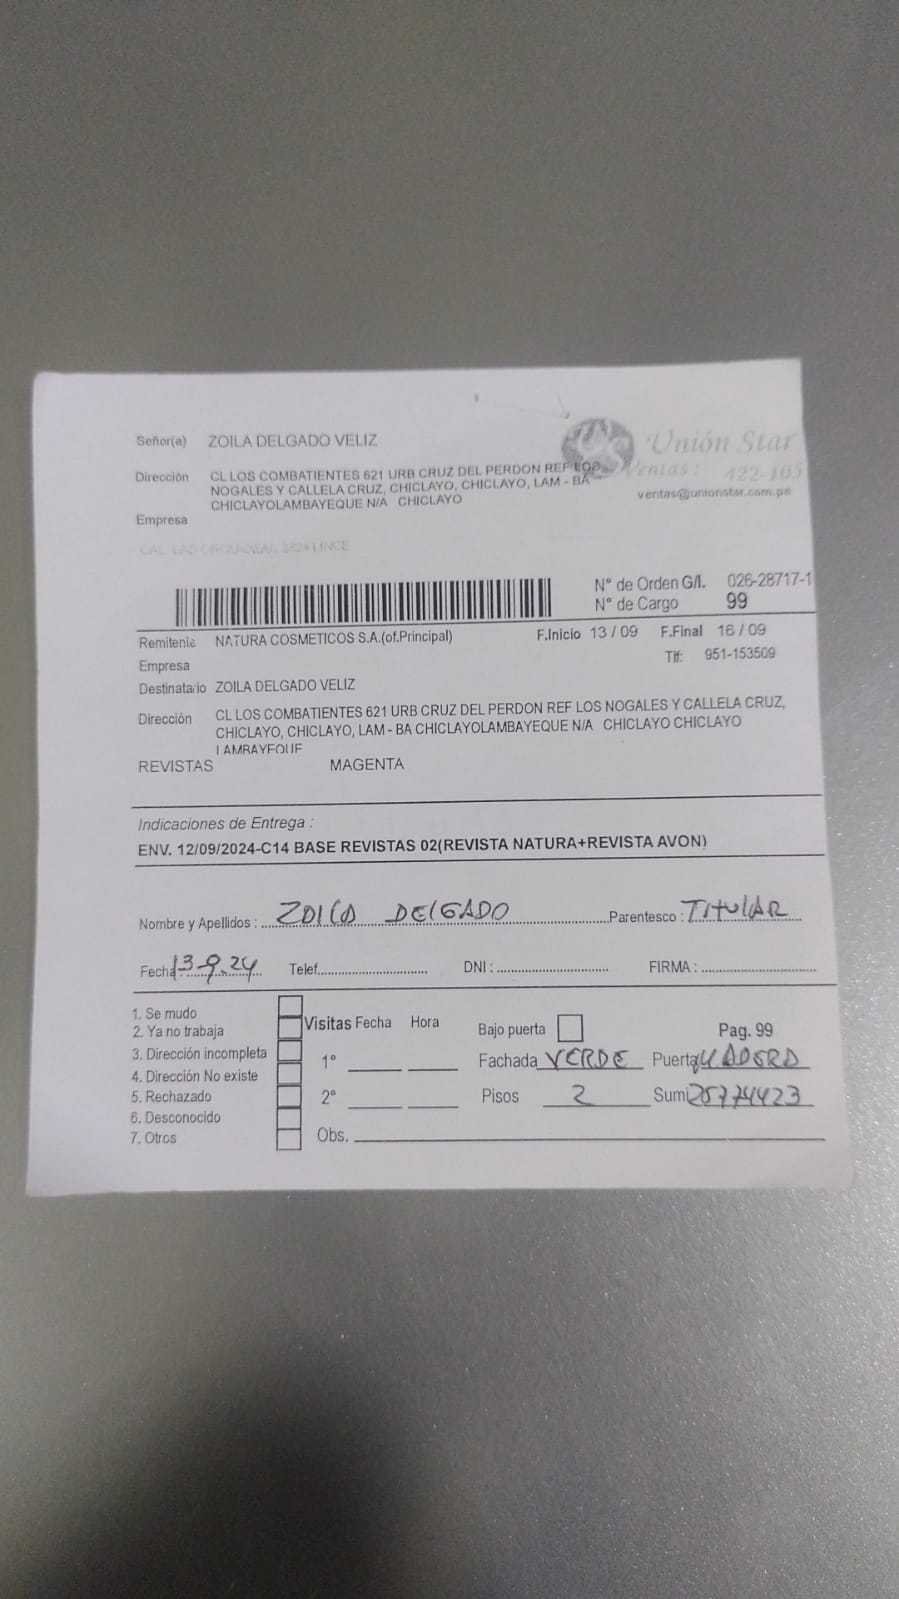 Señor(a) ZOILA DELGADO VELIZ
Unión Star
Dirección CL LOS COMBATIENTES 621 URB CRUZ DEL PERDON REF LOS
Ventas: 422-165
NOGALES Y CALLELA CRUZ, CHICLAYO, CHICLAYO, LAM - BA
ventas@unionstar.com.pe
CHICLAYOLAMBAYEQUE N/A CHICLAYO
Empresa
N° de Orden G/I. 026-28717-1
N° de Cargo 99
Remitente NATURA COSMETICOS S.A.(of.Principal) F.Inicio 13 / 09 F.Final 16 / 09
Empresa Tlf: 951-153509
Destinatario ZOILA DELGADO VELIZ
Dirección CL LOS COMBATIENTES 621 URB CRUZ DEL PERDON REF LOS NOGALES Y CALLELA CRUZ,
CHICLAYO, CHICLAYO, LAM - BA CHICLAYOLAMBAYEQUE N/A CHICLAYO CHICLAYO
LAMBAYEQUE
REVISTAS MAGENTA
Indicaciones de Entrega :
ENV. 12/09/2024-C14 BASE REVISTAS 02(REVISTA NATURA+REVISTA AVON)
Nombre y Apellidos : ZOILA DELGADO Parentesco : TITULAR
Fecha : 13-9.24 Telef. DNI : FIRMA :
1. Se mudo
2. Ya no trabaja
3. Dirección incompleta
4. Dirección No existe
5. Rechazado
6. Desconocido
7. Otros
Visitas Fecha Hora
1°
2°
Obs.
Bajo puerta Pag. 99
Fachada VERDE Puerta MADERA
Pisos 2 Sumi 25774423